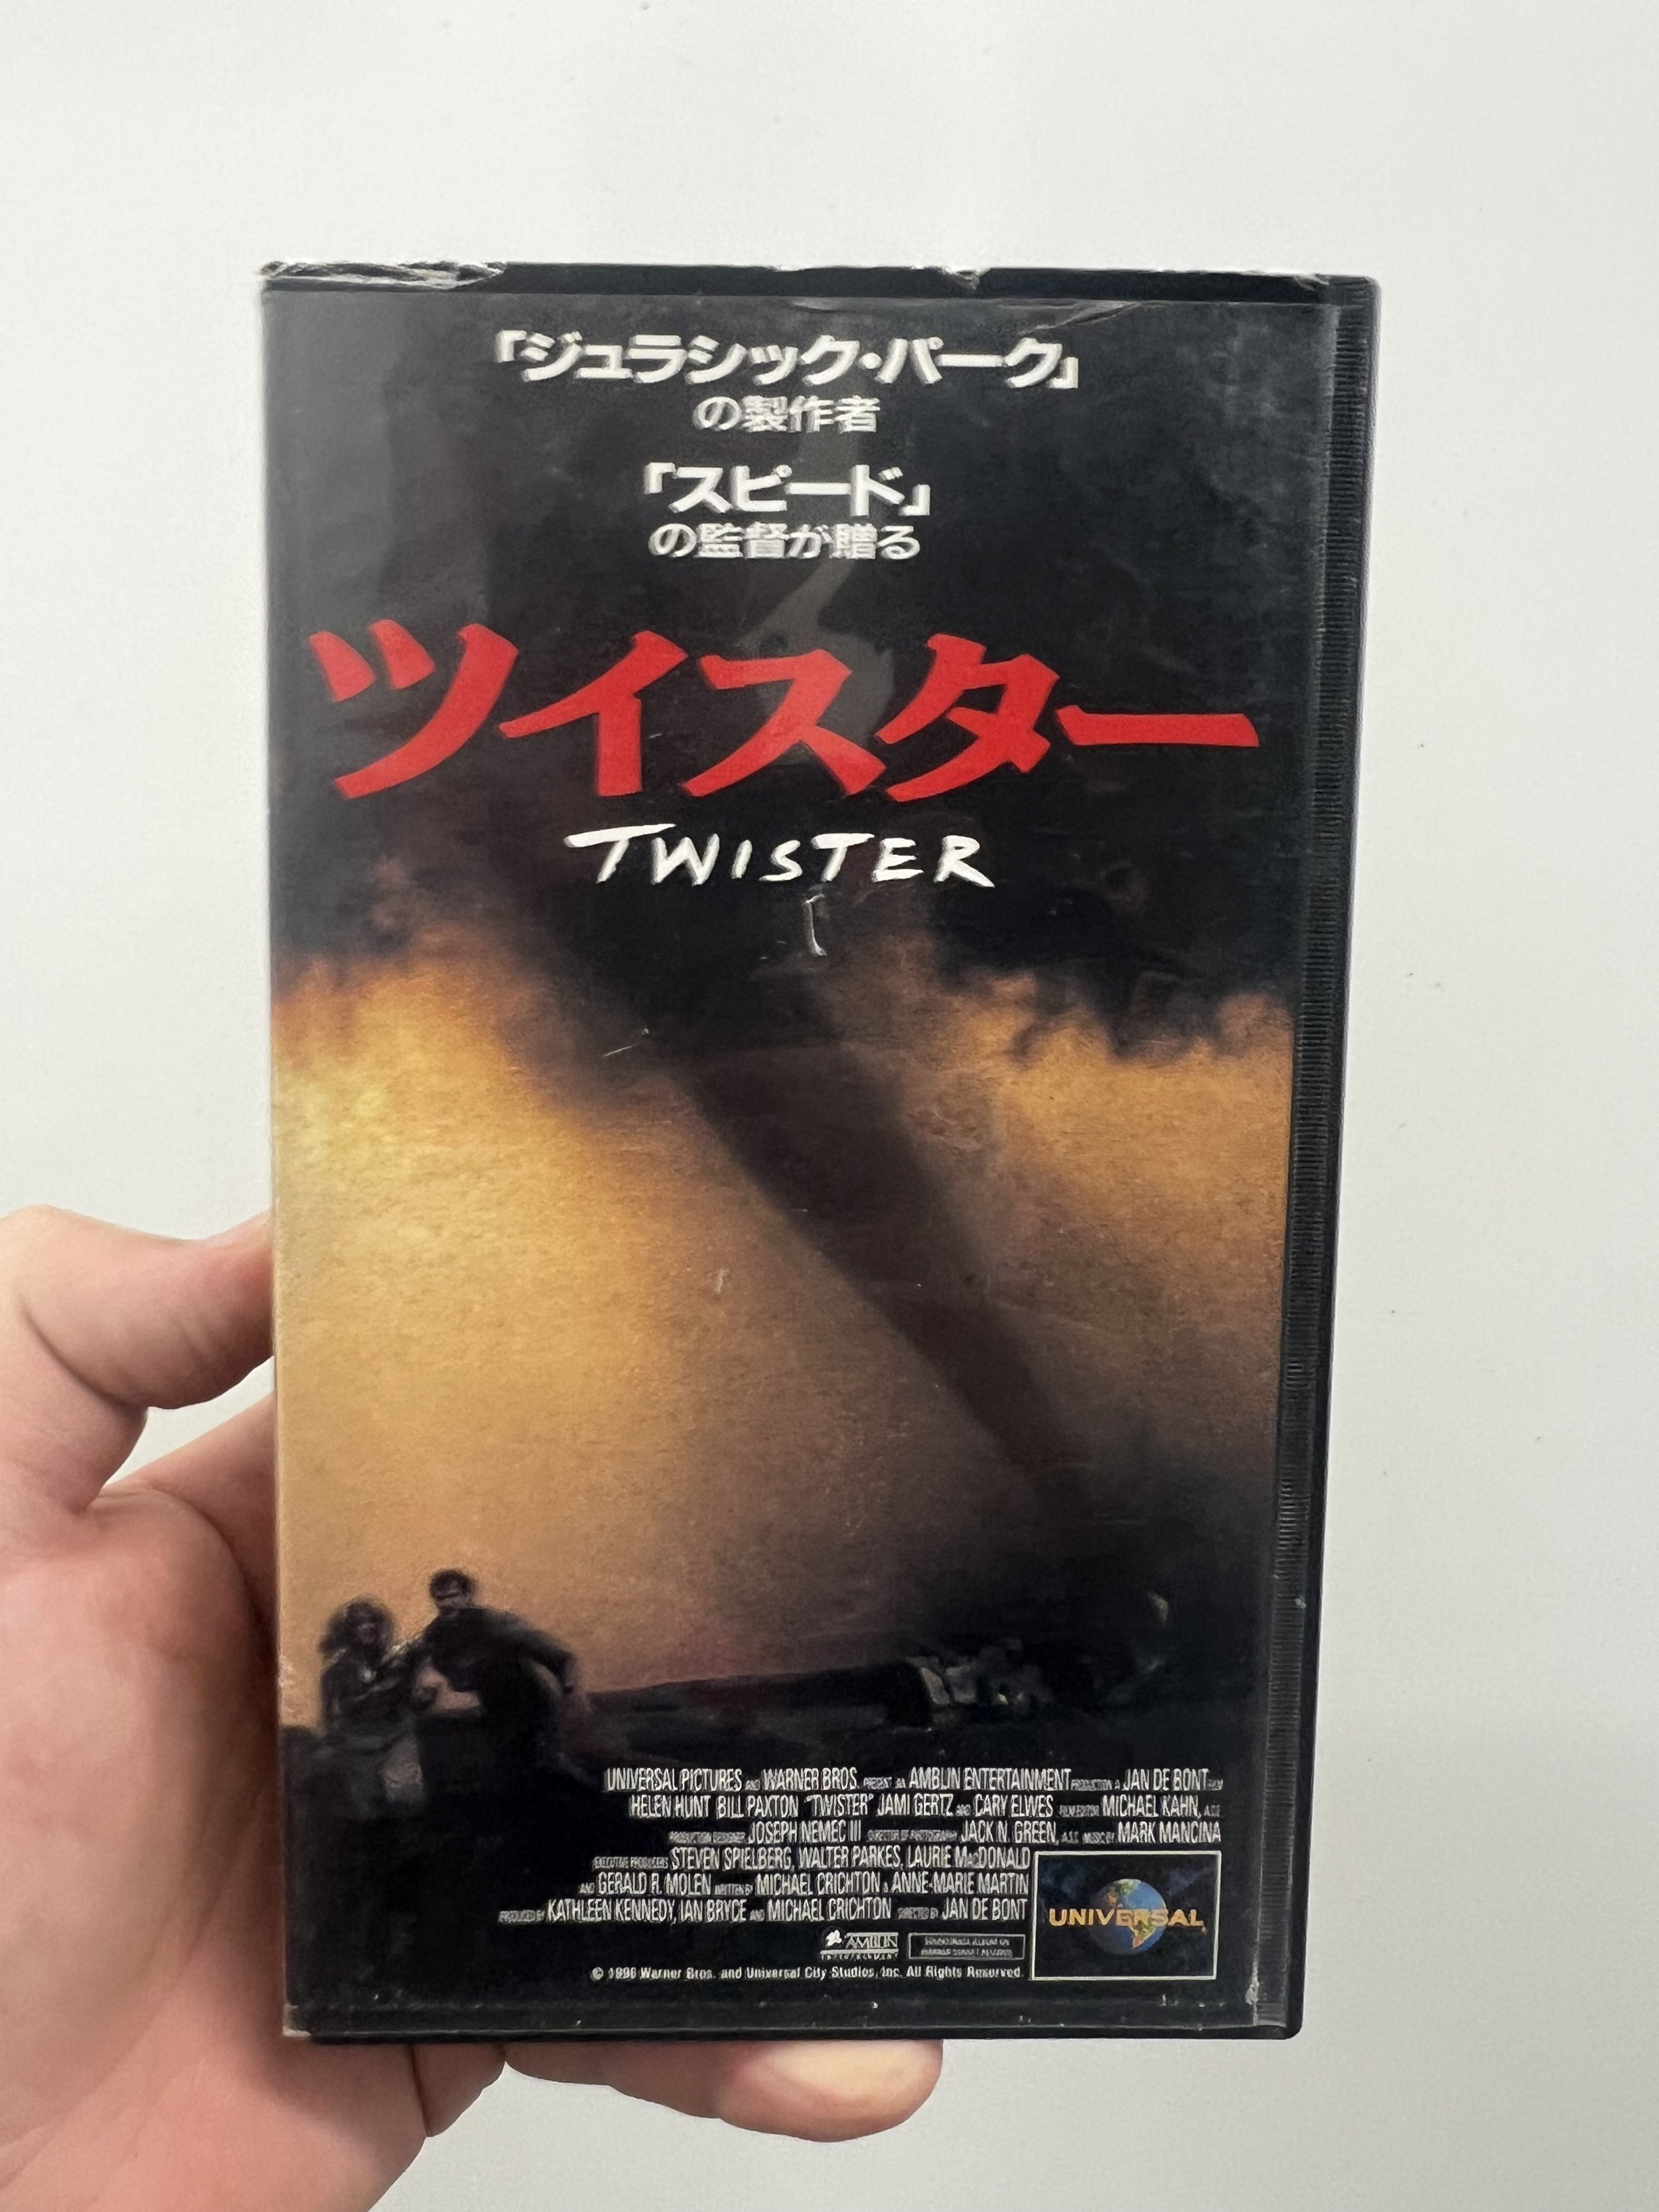 「ジュラシック・パーク」
の製作者
「スピード」
の監督が贈る
ツイスター
TWISTER
UNIVERSAL PICTURES AND WARNER BROS. PRESENT AN AMBLIN ENTERTAINMENT PRODUCTION A JAN DE BONT FILM
HELEN HUNT BILL PAXTON "TWISTER" JAMI GERTZ AND CARY ELWES FILM EDITOR MICHAEL KAHN, A.C.E.
PRODUCTION DESIGNER JOSEPH NEMEC III DIRECTOR OF PHOTOGRAPHY JACK N. GREEN, A.S.C. MUSIC BY MARK MANCINA
EXECUTIVE PRODUCERS STEVEN SPIELBERG, WALTER PARKES, LAURIE MacDONALD
AND GERALD R. MOLEN WRITTEN BY MICHAEL CRICHTON & ANNE-MARIE MARTIN
PRODUCED BY KATHLEEN KENNEDY, IAN BRYCE AND MICHAEL CRICHTON DIRECTED BY JAN DE BONT
UNIVERSAL
AMBLIN
ENTERTAINMENT
© 1996 Warner Bros. and Universal City Studios, Inc. All Rights Reserved.